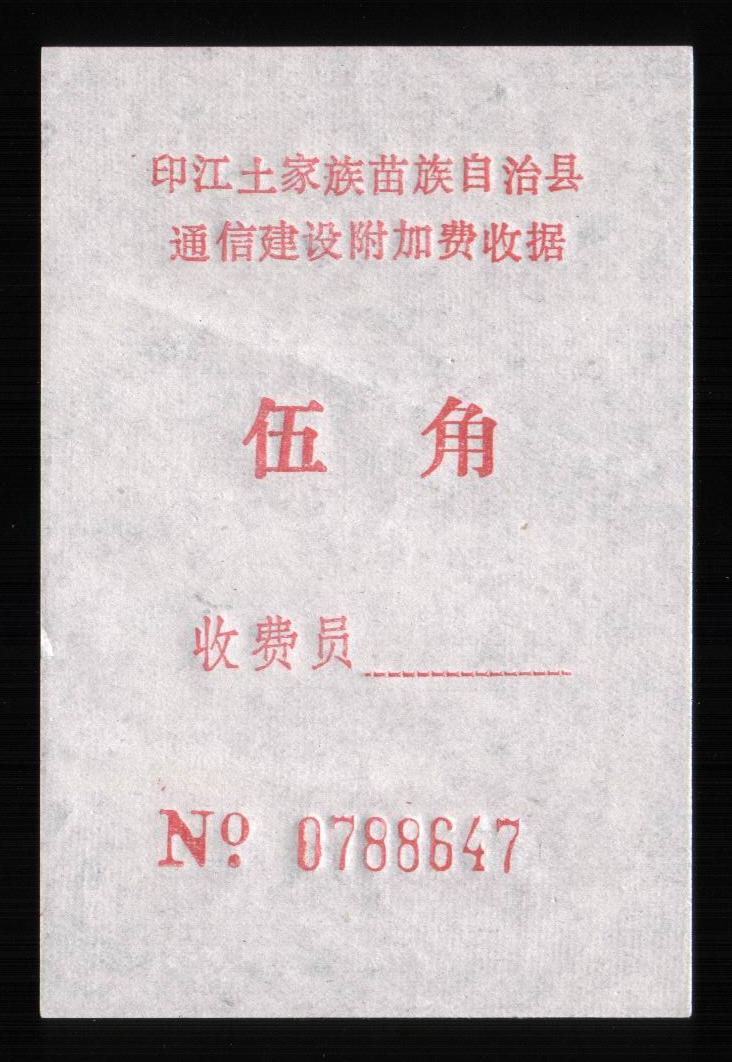 印江土家族苗族自治县
通信建设附加费收据
伍 角
收费员
Nº 0788647